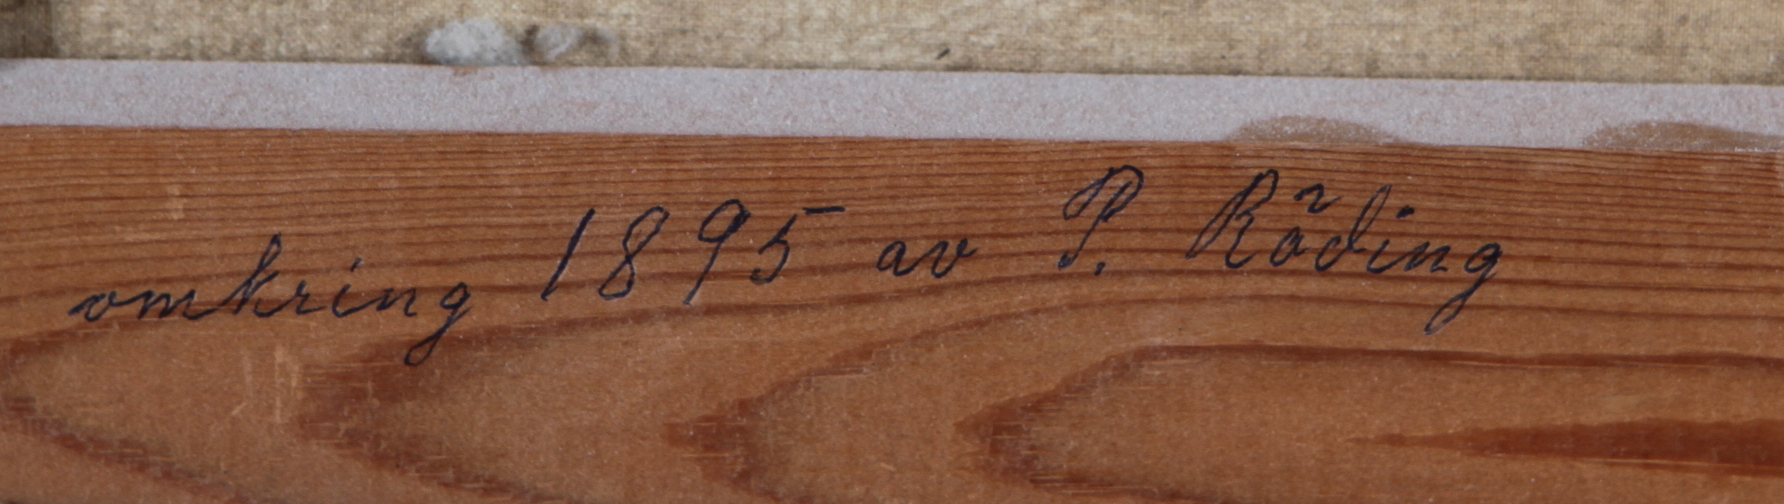 omkring 1895 av P. Röding